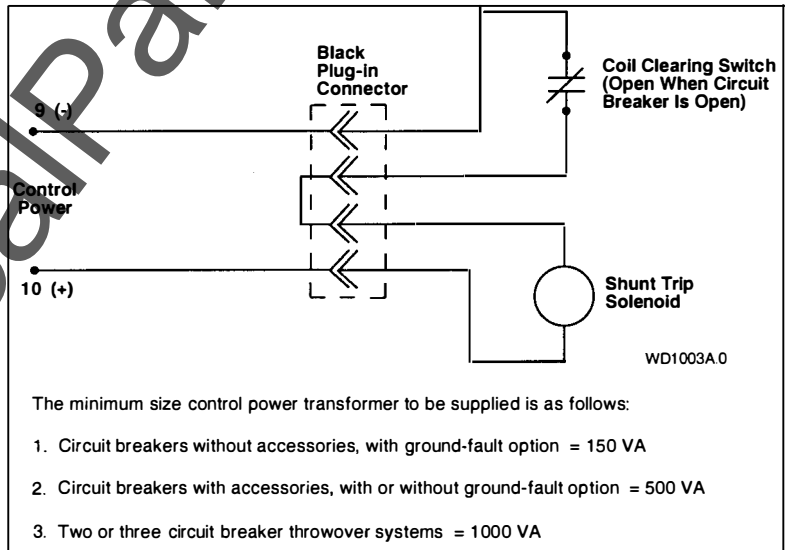 Black
Plug-in
Connector
Coil Clearing Switch
(Open When Circuit
Breaker Is Open)
9 (-)
Control
Power
10 (+)
Shunt Trip
Solenoid
WD1003A.0
The minimum size control power transformer to be supplied is as follows:
1. Circuit breakers without accessories, with ground-fault option = 150 VA
2. Circuit breakers with accessories, with or without ground-fault option = 500 VA
3. Two or three circuit breaker throwover systems = 1000 VA